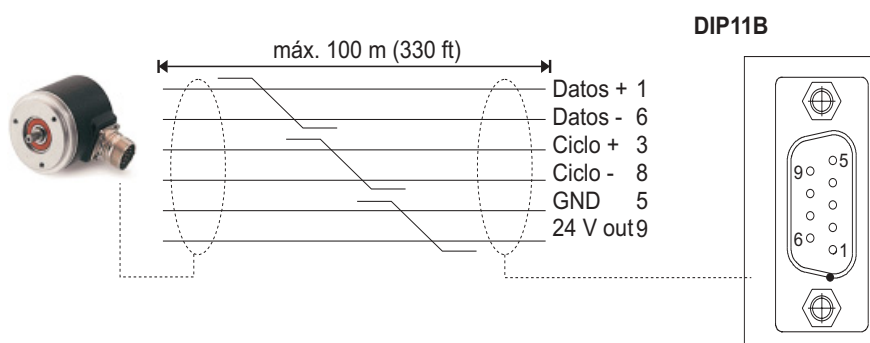 DIP11B
máx. 100 m (330 ft)
Datos + 1
Datos - 6
Ciclo + 3
Ciclo - 8
GND 5
24 V out 9
5
9
6
1